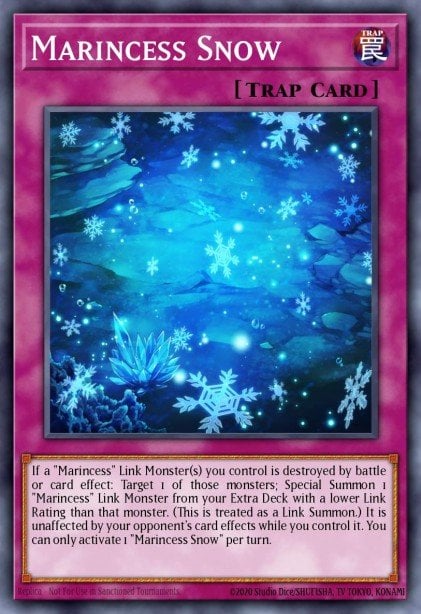 Marincess Snow
TRAP
罠
[Trap Card]
If a "Marincess" Link Monster(s) you control is destroyed by battle
or card effect: Target 1 of those monsters; Special Summon 1
"Marincess" Link Monster from your Extra Deck with a lower Link
Rating than that monster. (This is treated as a Link Summon.) It is
unaffected by your opponent's card effects while you control it. You
can only activate 1 "Marincess Snow" per turn.
Replica - Not For Use in Sanctioned Tournaments
©2020 Studio Dice/SHUEISHA, TV TOKYO, KONAMI